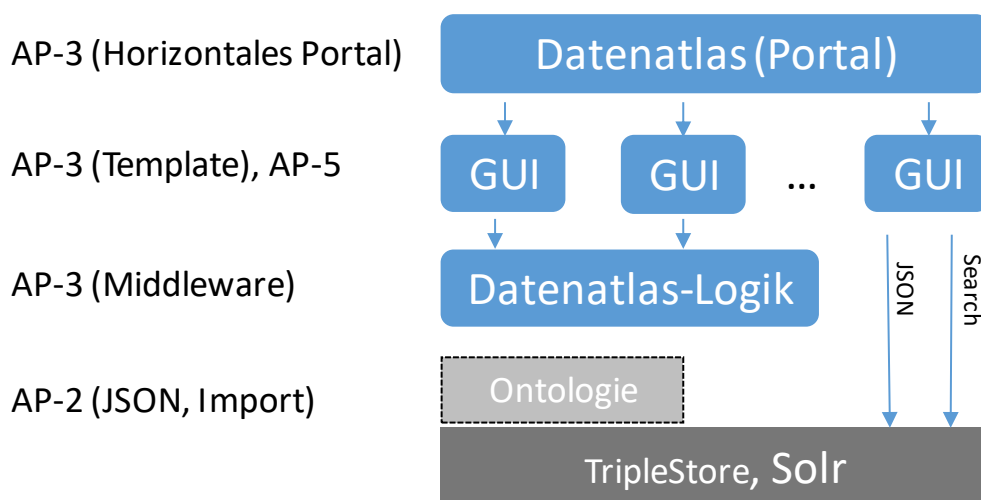 AP-3 (Horizontales Portal)
Datenatlas (Portal)
AP-3 (Template), AP-5
GUI
GUI
...
GUI
AP-3 (Middleware)
Datenatlas-Logik
JSON
Search
AP-2 (JSON, Import)
Ontologie
TripleStore, Solr